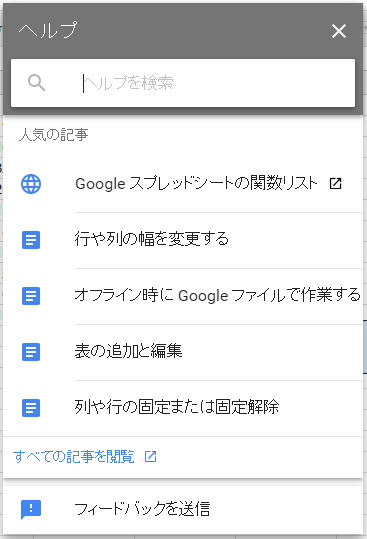 ヘルプ
ヘルプを検索
人気の記事
Google スプレッドシートの関数リスト
行や列の幅を変更する
オフライン時に Google ファイルで作業する
表の追加と編集
列や行の固定または固定解除
すべての記事を閲覧
フィードバックを送信